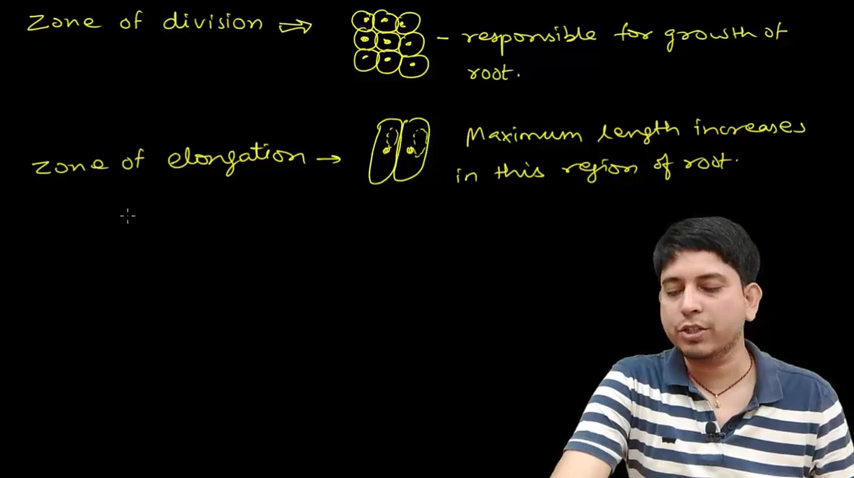 Zone of division ⇒ - responsible for growth of
root.
Zone of elongation → Maximum length increases
in this region of root.